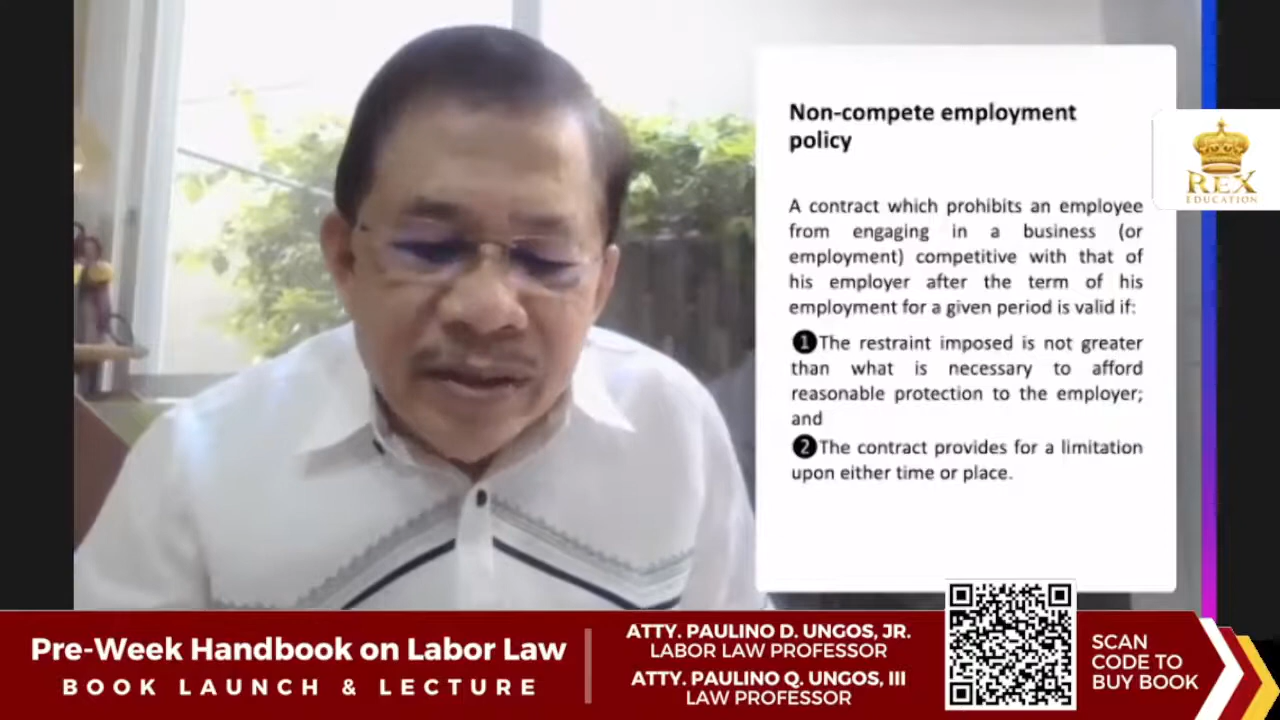 Non-compete employment
policy
A contract which prohibits an employee
from engaging in a business (or
employment) competitive with that of
his employer after the term of his
employment for a given period is valid if:
❶The restraint imposed is not greater
than what is necessary to afford
reasonable protection to the employer;
and
❷The contract provides for a limitation
upon either time or place.
REX
EDUCATION
Pre-Week Handbook on Labor Law
BOOK LAUNCH & LECTURE
ATTY. PAULINO D. UNGOS, JR.
LABOR LAW PROFESSOR
ATTY. PAULINO Q. UNGOS, III
LAW PROFESSOR
SCAN
CODE TO
BUY BOOK